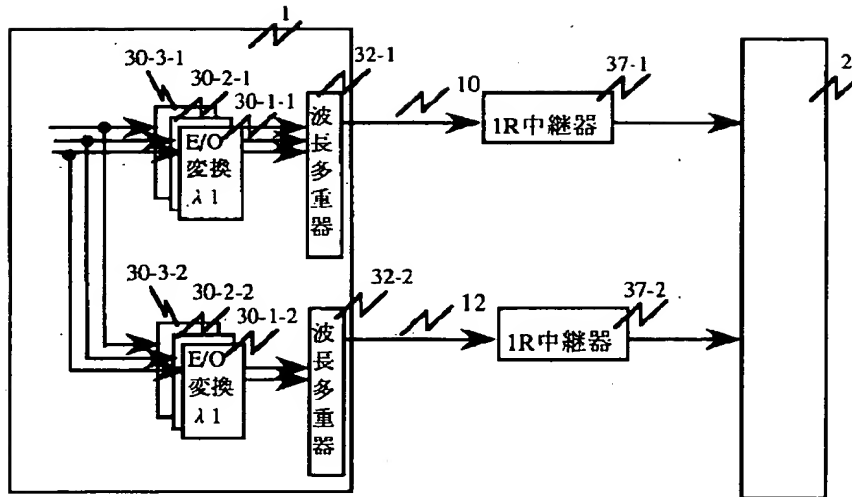 1
30-3-1
30-2-1
30-1-1
32-1
10
37-1
2
E/O
変換
λ1
波長多重器
1R中継器
30-3-2
30-2-2
30-1-2
32-2
12
37-2
E/O
変換
λ1
波長多重器
1R中継器